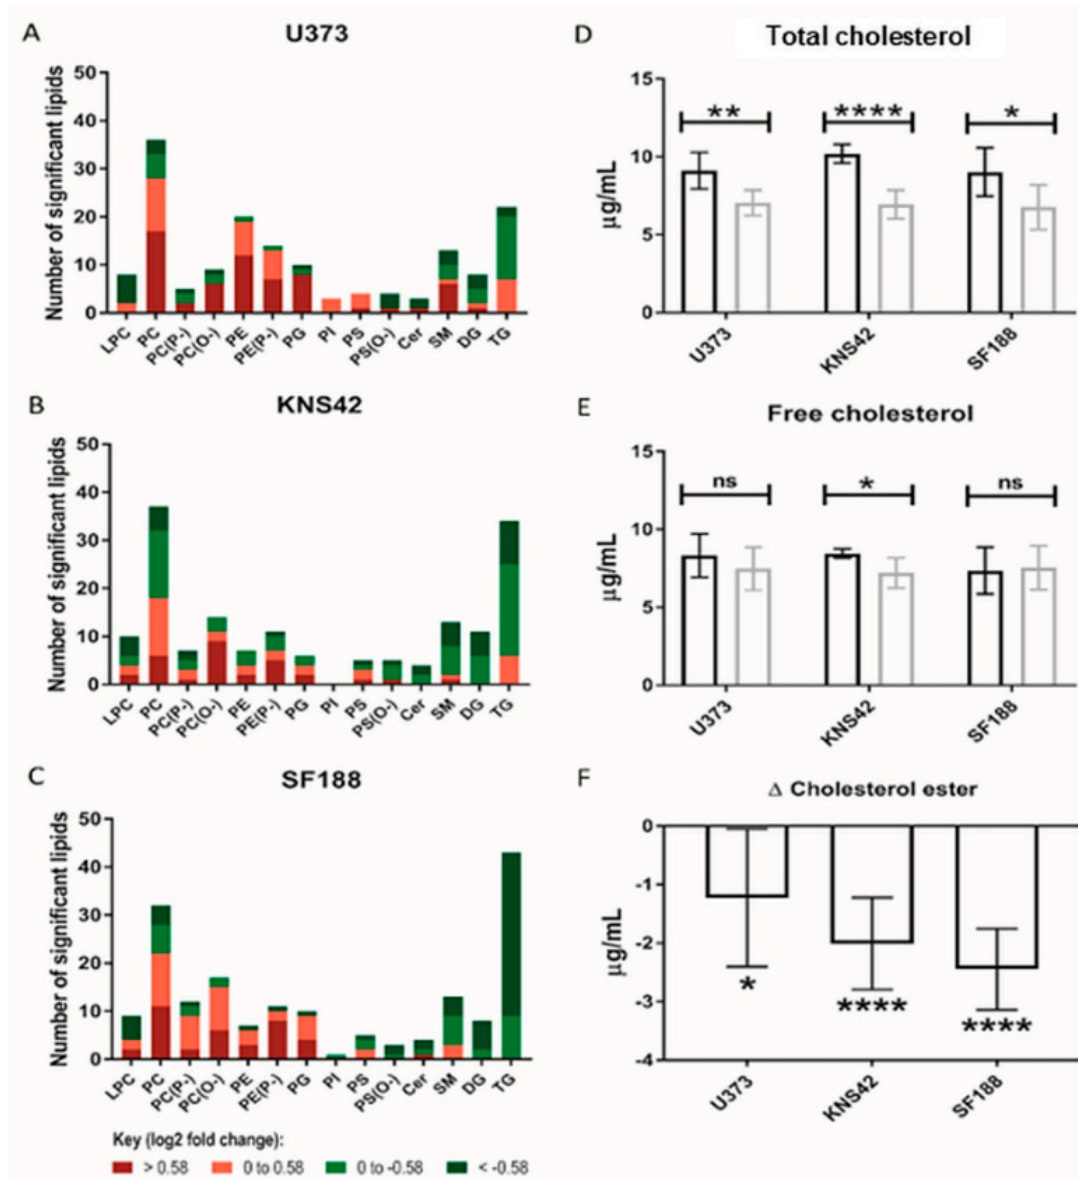 A
U373
Number of significant lipids
50
40
30
20
10
0
LPC
PC
PC(P-)
PC(O-)
PE
PE(P-)
PG
PI
PS
PS(O-)
Cer
SM
DG
TG
B
KNS42
Number of significant lipids
50
40
30
20
10
0
LPC
PC
PC(P-)
PC(O-)
PE
PE(P-)
PG
PI
PS
PS(O-)
Cer
SM
DG
TG
C
SF188
Number of significant lipids
50
40
30
20
10
0
LPC
PC
PC(P-)
PC(O-)
PE
PE(P-)
PG
PI
PS
PS(O-)
Cer
SM
DG
TG
Key (log2 fold change):
> 0.58 0 to 0.58 0 to -0.58 < -0.58
D
Total cholesterol
µg/mL
15
10
5
0
** **** *
U373
KNS42
SF188
E
Free cholesterol
µg/mL
15
10
5
0
ns * ns
U373
KNS42
SF188
F
Δ Cholesterol ester
µg/mL
0
-1
-2
-3
-4
* **** ****
U373
KNS42
SF188